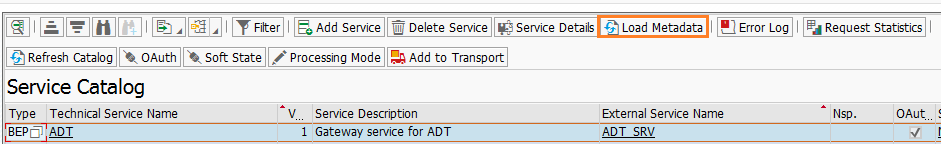 Filter Add Service Delete Service Service Details Load Metadata Error Log Request Statistics
Refresh Catalog OAuth Soft State Processing Mode Add to Transport
Service Catalog
Type Technical Service Name V... Service Description External Service Name Nsp. OAut...
BEP ADT 1 Gateway service for ADT ADT_SRV